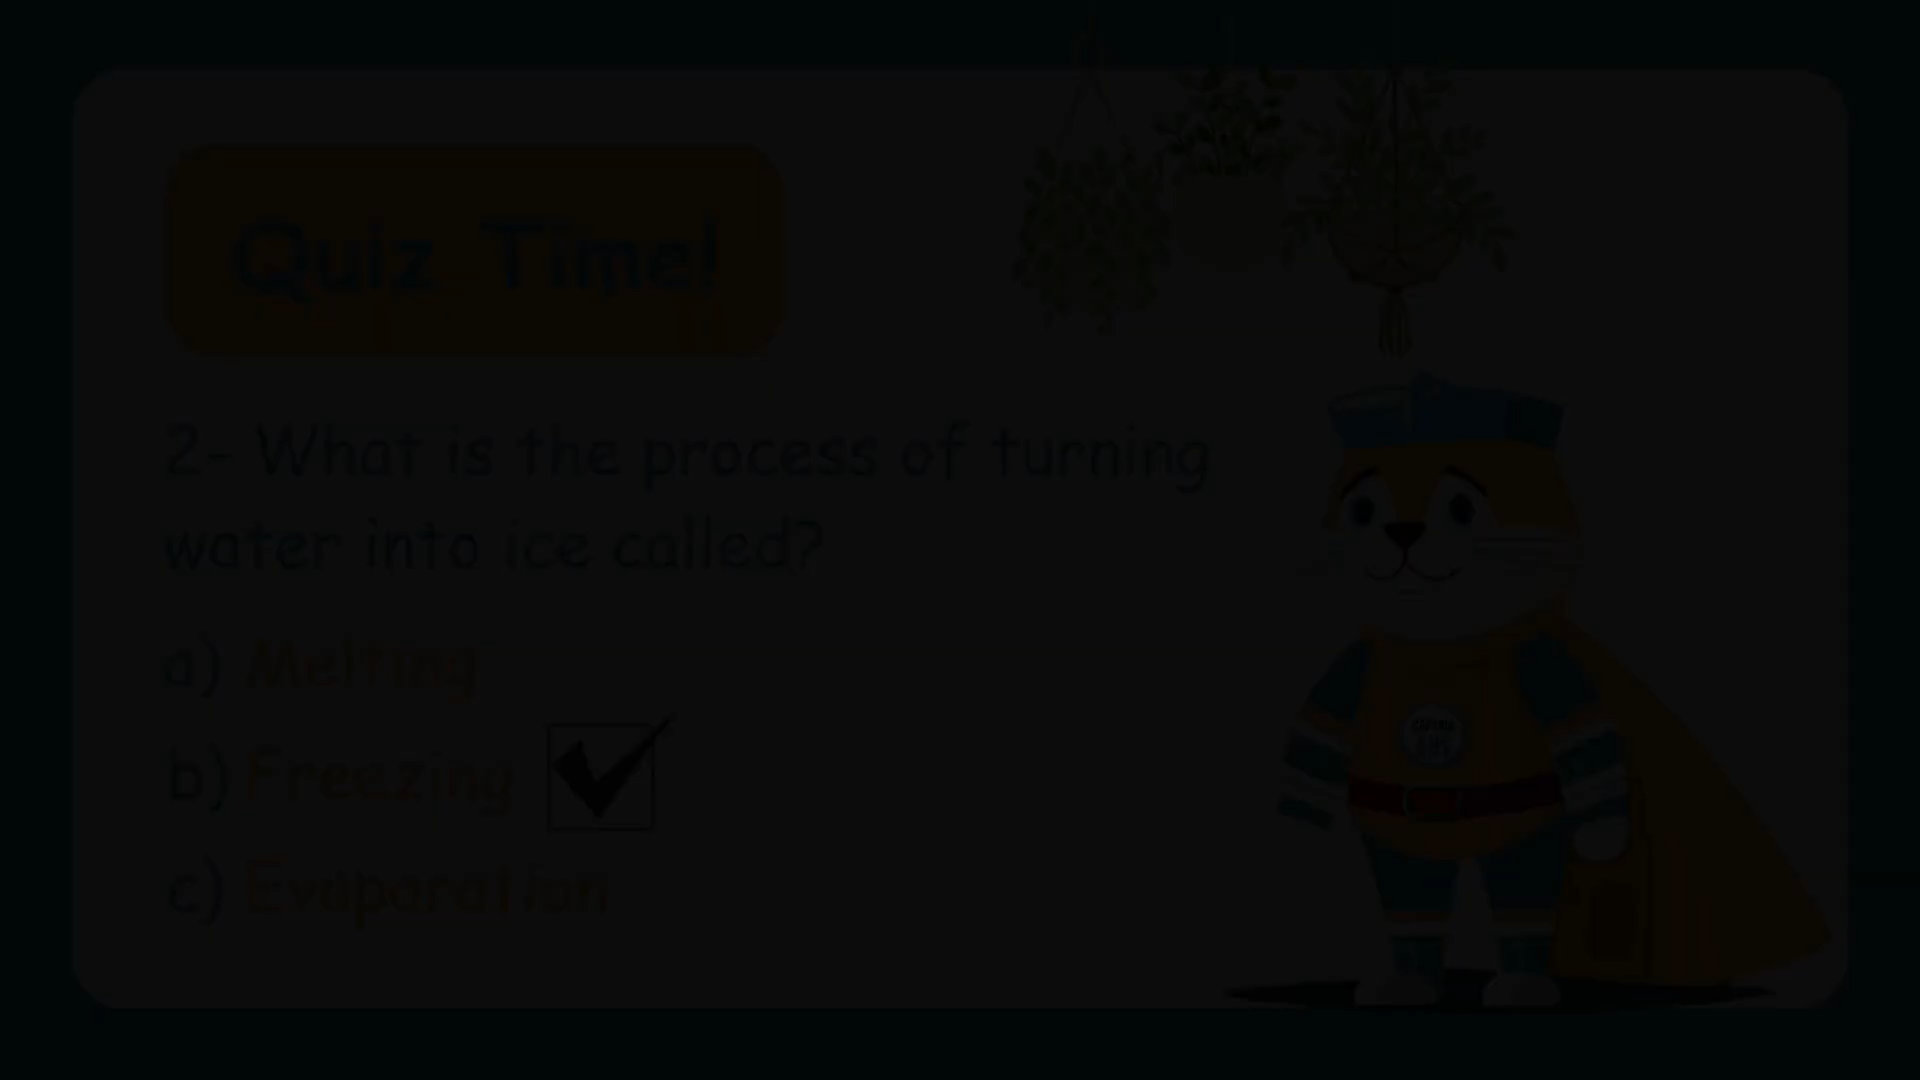 Quiz Time!
2- What is the process of turning
water into ice called?
a) Melting
b) Freezing
c) Evaporation